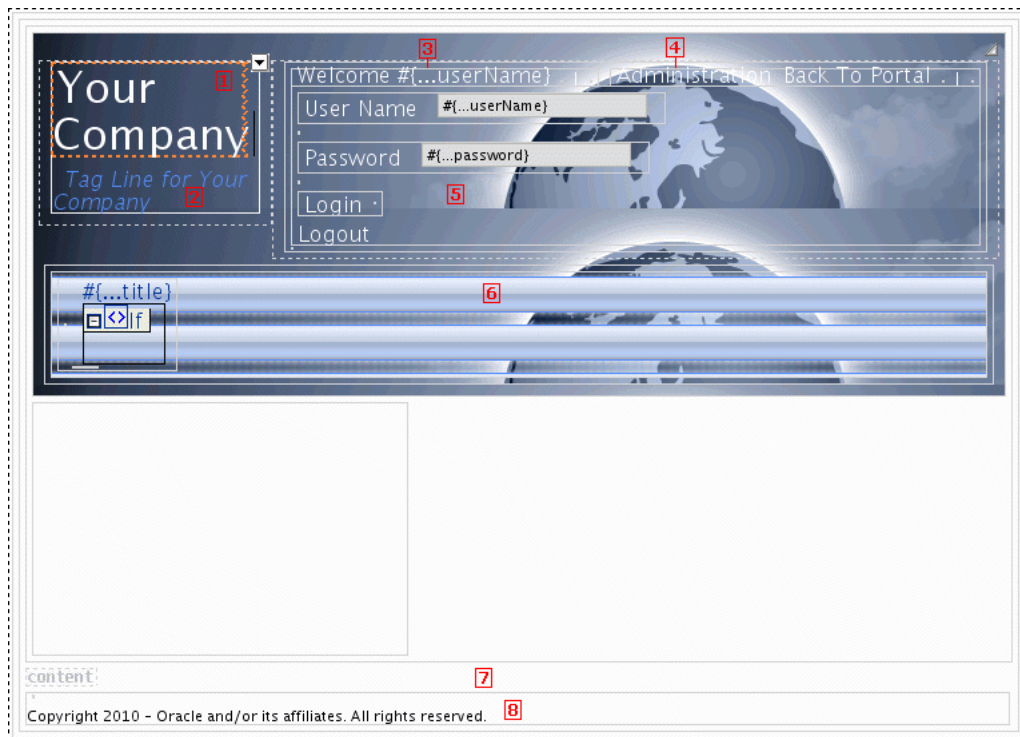 3
4
1
Your
Company
Welcome #{...userName} | . | Administration Back To Portal . | .
User Name #{...userName}
Password #{...password}
Tag Line for Your
Company
2
5
Login
Logout
6
#{...title}
<> If
content
7
Copyright 2010 - Oracle and/or its affiliates. All rights reserved.
8